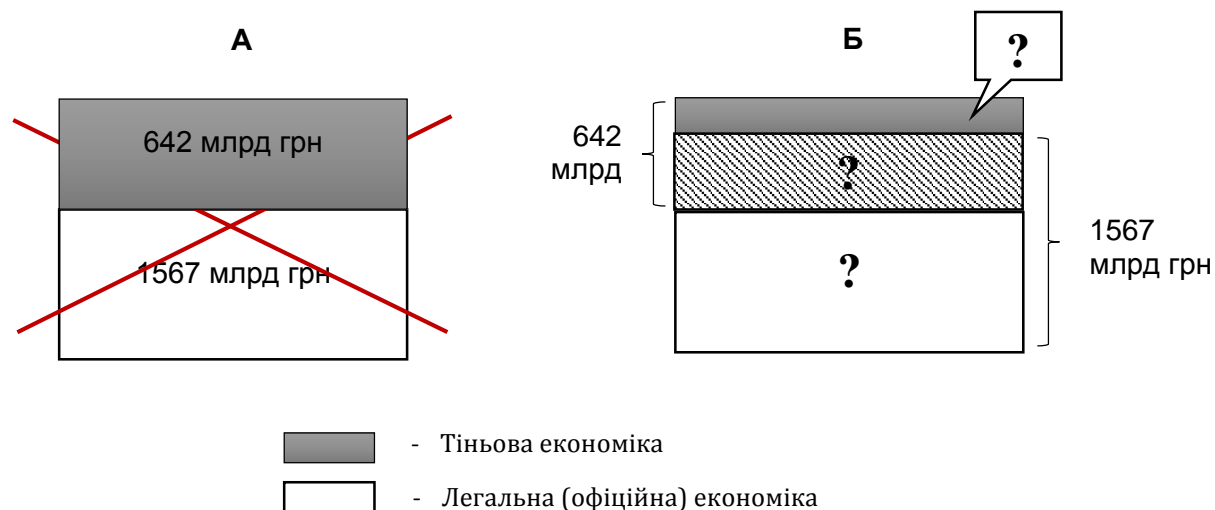 А
Б
?
642 млрд грн
1567 млрд грн
642
млрд
?
?
1567
млрд грн
- Тіньова економіка
- Легальна (офіційна) економіка